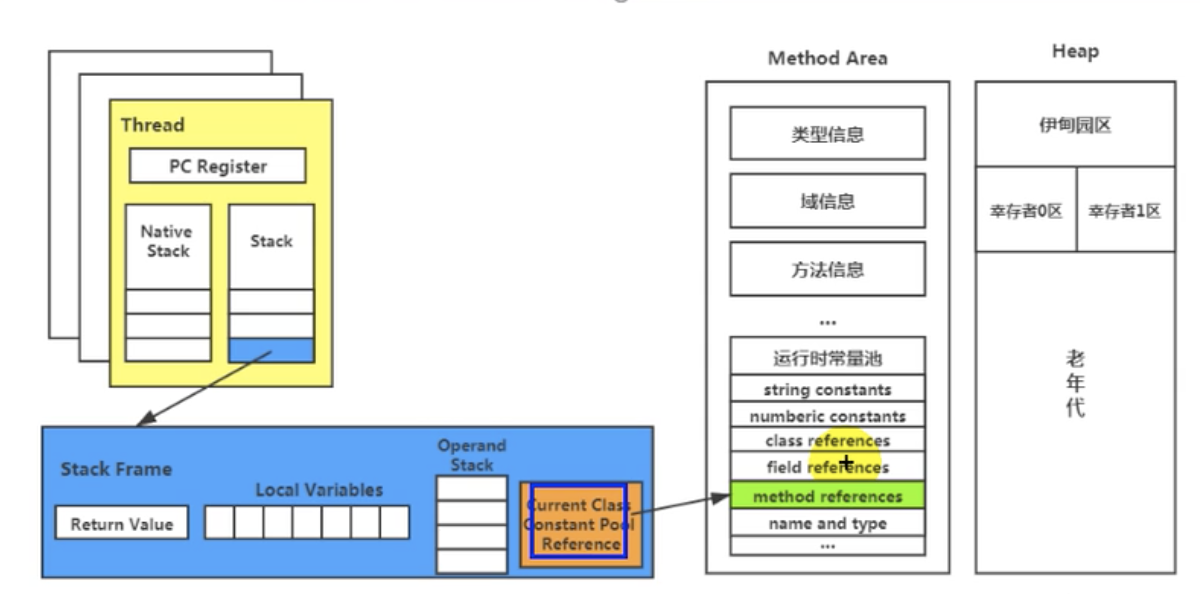 Thread
PC Register
Native
Stack
Stack
Stack Frame
Return Value
Local Variables
Operand
Stack
Current Class
Constant Pool
Reference
Method Area
类型信息
域信息
方法信息
...
运行时常量池
string constants
numberic constants
class references
field references
method references
name and type
...
Heap
伊甸园区
幸存者0区
幸存者1区
老
年
代